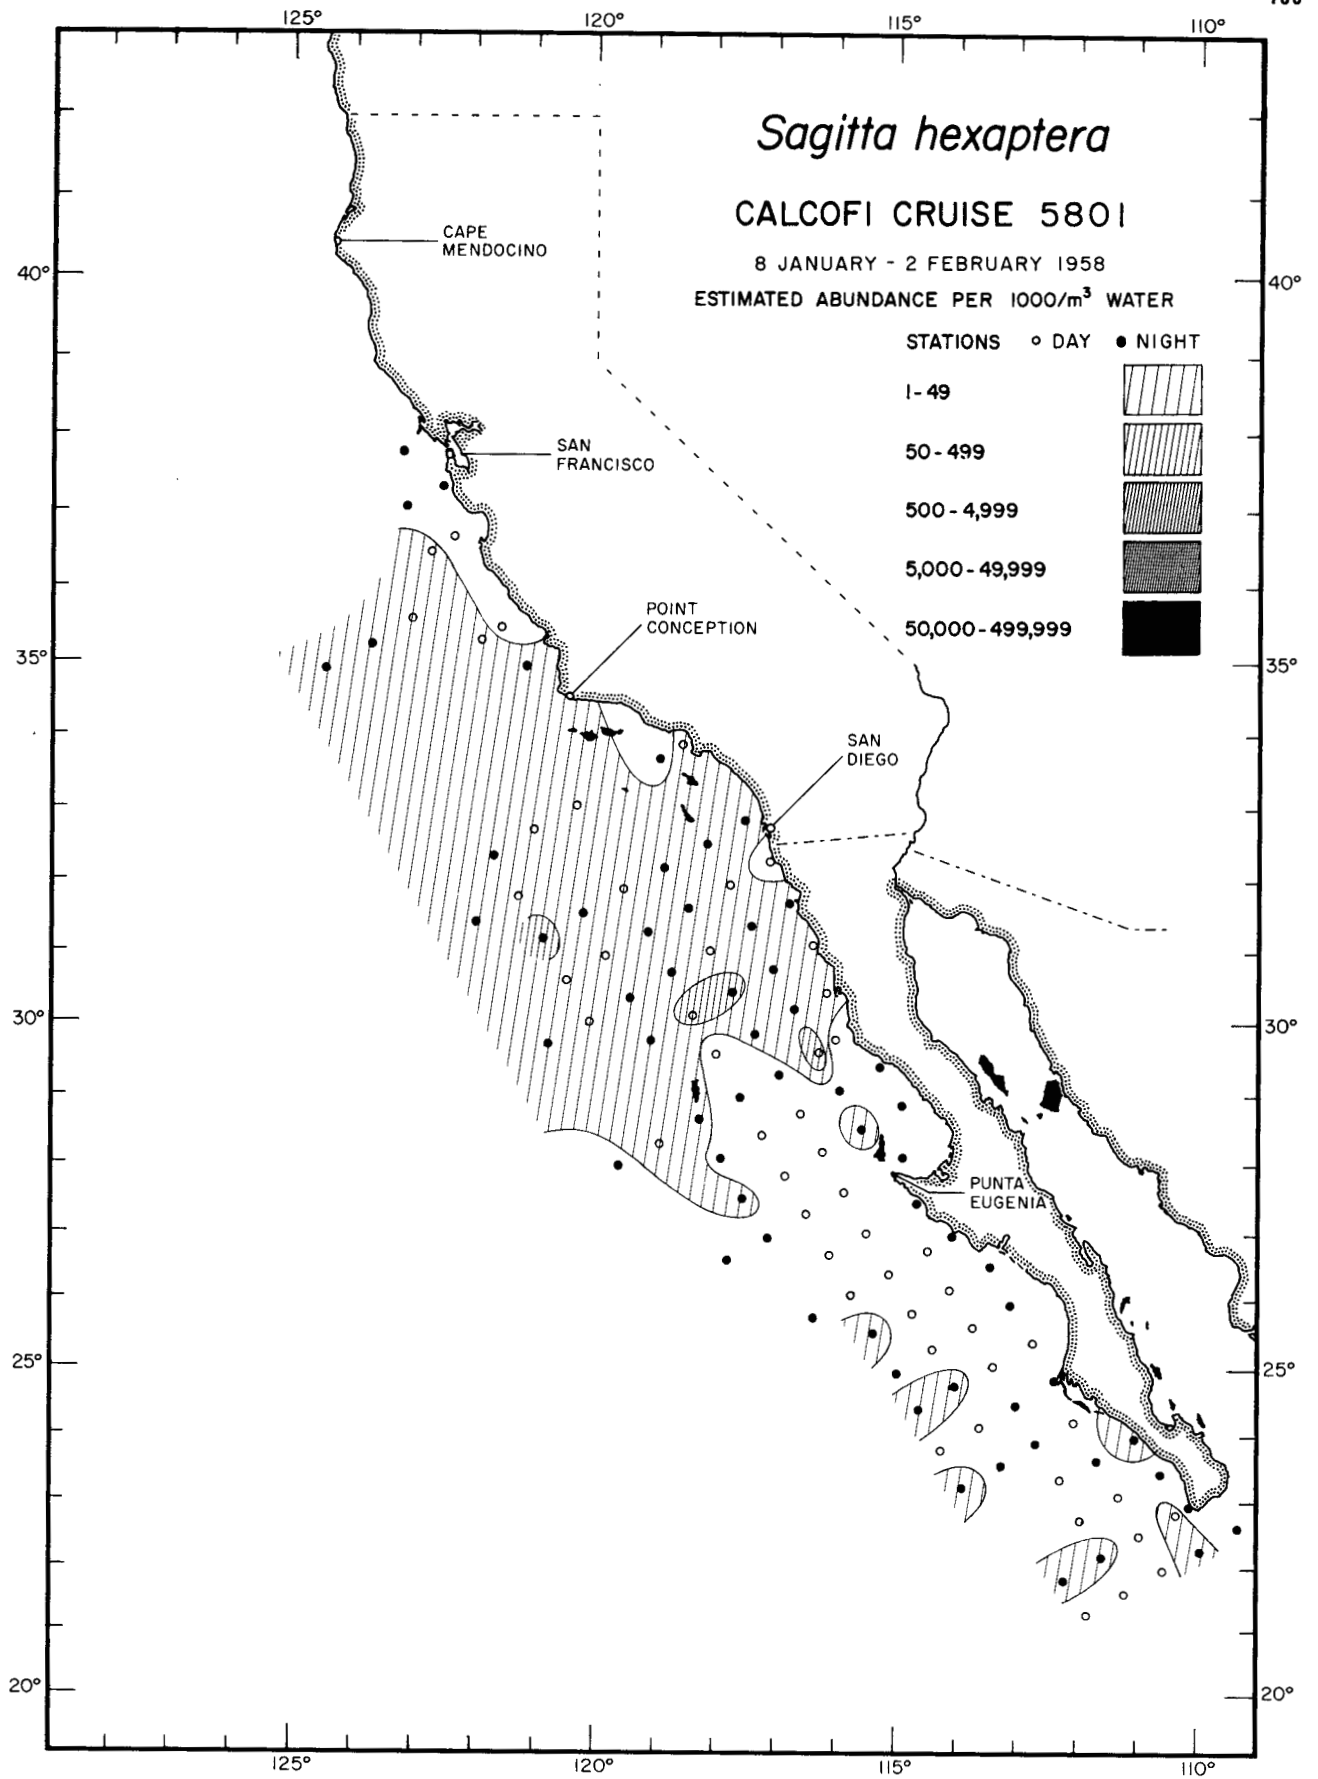 125° 120° 115° 110°
Sagitta hexaptera
CALCOFI CRUISE 5801
8 JANUARY - 2 FEBRUARY 1958
ESTIMATED ABUNDANCE PER 1000/m³ WATER
STATIONS ○ DAY ● NIGHT
1-49
50-499
500-4,999
5,000-49,999
50,000-499,999
CAPE
MENDOCINO
40° 40°
SAN
FRANCISCO
POINT
CONCEPTION
35° 35°
SAN
DIEGO
30° 30°
PUNTA
EUGENIA
25° 25°
20° 20°
125° 120° 115° 110°